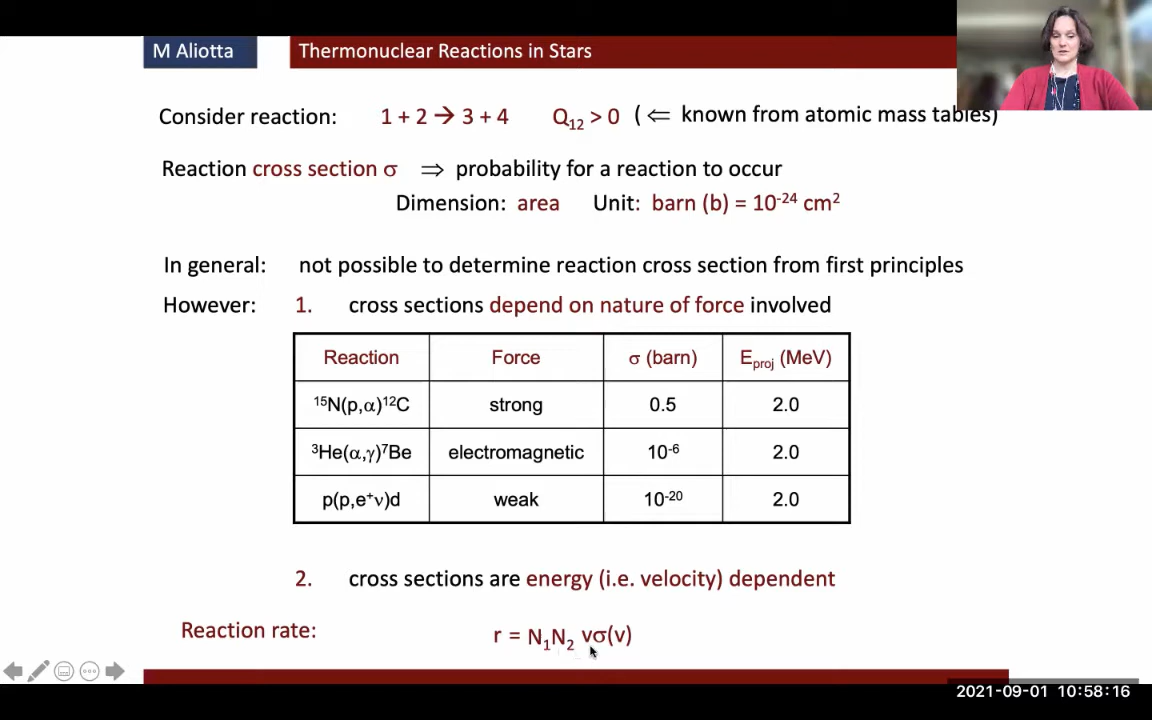 M Aliotta
Thermonuclear Reactions in Stars
Consider reaction: 1 + 2 → 3 + 4 Q₁₂ > 0 ( ⇐ known from atomic mass tables)
Reaction cross section σ ⇒ probability for a reaction to occur
Dimension: area Unit: barn (b) = 10⁻²⁴ cm²
In general: not possible to determine reaction cross section from first principles
However: 1. cross sections depend on nature of force involved
Reaction Force σ (barn) Eₚᵣₒⱼ (MeV)
¹⁵N(p,α)¹²C strong 0.5 2.0
³He(α,γ)⁷Be electromagnetic 10⁻⁶ 2.0
p(p,e⁺ν)d weak 10⁻²⁰ 2.0
2. cross sections are energy (i.e. velocity) dependent
Reaction rate: r = N₁N₂ vσ(v)
2021-09-01 10:58:16